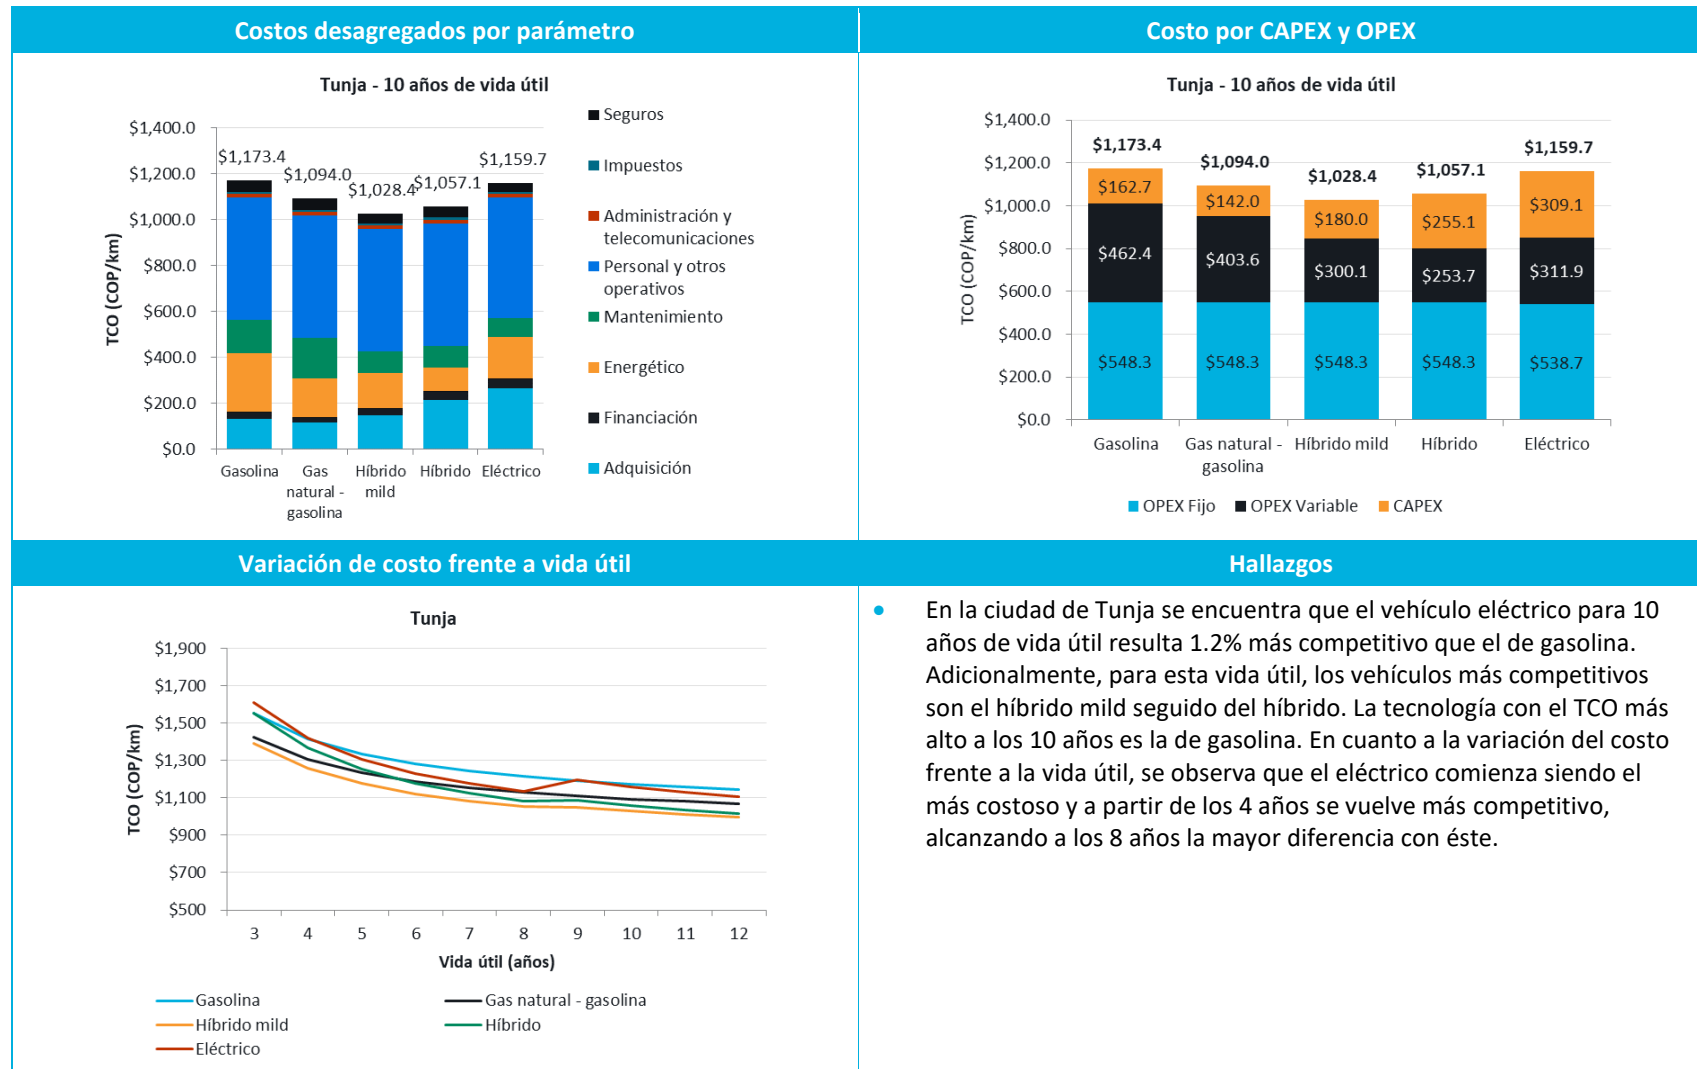 Costos desagregados por parámetro
Tunja - 10 años de vida útil
TCO (COP/km)
$1,400.0
$1,200.0
$1,000.0
$800.0
$600.0
$400.0
$200.0
$0.0
$1,173.4
$1,094.0
$1,028.4
$1,057.1
$1,159.7
Gasolina
Gas
natural -
gasolina
Híbrido
mild
Híbrido
Eléctrico
Seguros
Impuestos
Administración y
telecomunicaciones
Personal y otros
operativos
Mantenimiento
Energético
Financiación
Adquisición
Costo por CAPEX y OPEX
Tunja - 10 años de vida útil
TCO (COP/km)
$1,400.0
$1,200.0
$1,000.0
$800.0
$600.0
$400.0
$200.0
$0.0
$1,173.4
$1,094.0
$1,028.4
$1,057.1
$1,159.7
$162.7
$142.0
$180.0
$255.1
$309.1
$462.4
$403.6
$300.1
$253.7
$311.9
$548.3
$548.3
$548.3
$548.3
$538.7
Gasolina
Gas natural -
gasolina
Híbrido mild
Híbrido
Eléctrico
OPEX Fijo
OPEX Variable
CAPEX
Variación de costo frente a vida útil
Tunja
TCO (COP/km)
$1,900
$1,700
$1,500
$1,300
$1,100
$900
$700
$500
3 4 5 6 7 8 9 10 11 12
Vida útil (años)
Gasolina
Gas natural - gasolina
Híbrido mild
Híbrido
Eléctrico
Hallazgos
• En la ciudad de Tunja se encuentra que el vehículo eléctrico para 10
años de vida útil resulta 1.2% más competitivo que el de gasolina.
Adicionalmente, para esta vida útil, los vehículos más competitivos
son el híbrido mild seguido del híbrido. La tecnología con el TCO más
alto a los 10 años es la de gasolina. En cuanto a la variación del costo
frente a la vida útil, se observa que el eléctrico comienza siendo el
más costoso y a partir de los 4 años se vuelve más competitivo,
alcanzando a los 8 años la mayor diferencia con éste.